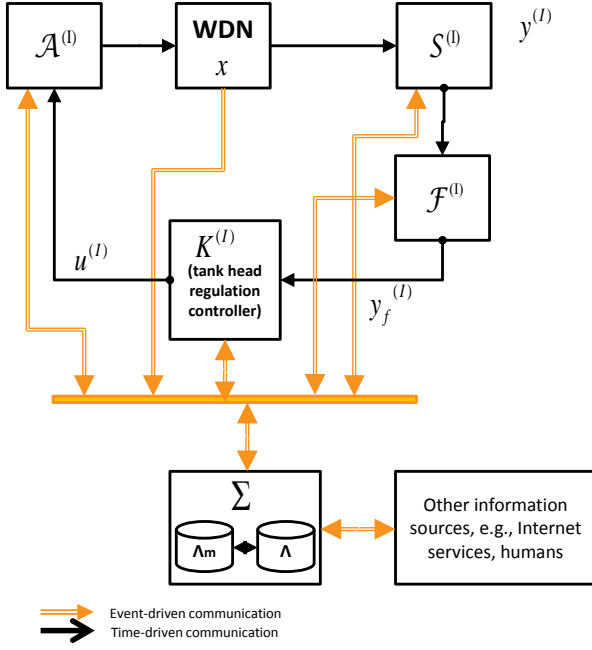 𝒜^(I)
WDN
x
S^(I)
y^(I)
ℱ^(I)
K^(I)
(tank head
regulation
controller)
u^(I)
y_f^(I)
Σ
Λm
Λ
Other information
sources, e.g., Internet
services, humans
Event-driven communication
Time-driven communication